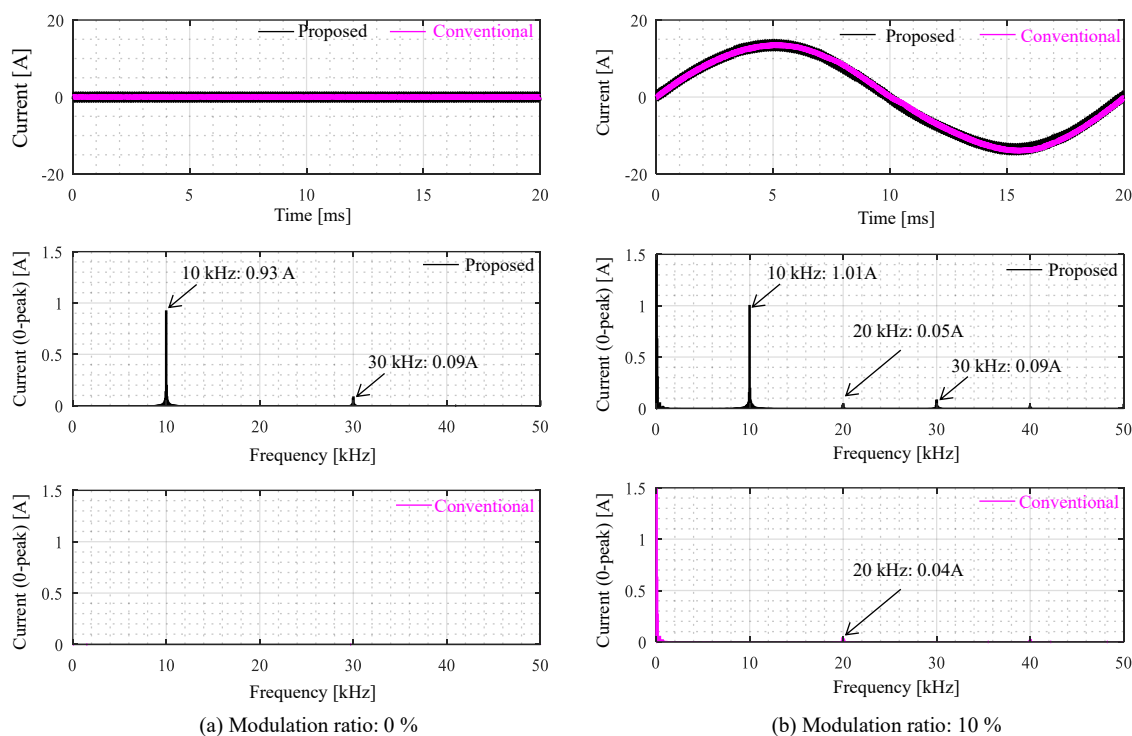 Current [A]
20
0
-20
Proposed
Conventional
0
5
10
15
20
Time [ms]
Current [A]
20
0
-20
Proposed
Conventional
0
5
10
15
20
Time [ms]
Current (0-peak) [A]
1.5
1
0.5
0
10 kHz: 0.93 A
30 kHz: 0.09A
Proposed
0
10
20
30
40
50
Frequency [kHz]
Current (0-peak) [A]
1.5
1
0.5
0
10 kHz: 1.01A
20 kHz: 0.05A
30 kHz: 0.09A
Proposed
0
10
20
30
40
50
Frequency [kHz]
Current (0-peak) [A]
1.5
1
0.5
0
Conventional
0
10
20
30
40
50
Frequency [kHz]
Current (0-peak) [A]
1.5
1
0.5
0
20 kHz: 0.04A
Conventional
0
10
20
30
40
50
Frequency [kHz]
(a) Modulation ratio: 0 %
(b) Modulation ratio: 10 %